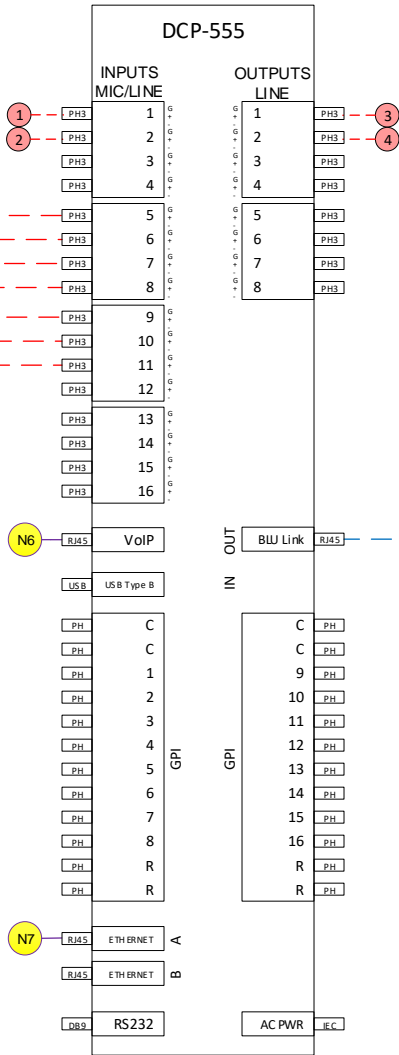 DCP-555
INPUTS
MIC/LINE
OUTPUTS
LINE
1 PH3 1 G + -
2 PH3 2 G + -
PH3 3 G + -
PH3 4 G + -
PH3 5 G + -
PH3 6 G + -
PH3 7 G + -
PH3 8 G + -
PH3 9 G + -
PH3 10 G + -
PH3 11 G + -
PH3 12 G + -
PH3 13 G + -
PH3 14 G + -
PH3 15 G + -
PH3 16 G + -
G + - 1 PH3 3
G + - 2 PH3 4
G + - 3 PH3
G + - 4 PH3
G + - 5 PH3
G + - 6 PH3
G + - 7 PH3
G + - 8 PH3
N6 RJ45 VoIP
OUT BLU Link RJ45
USB USB Type B
IN
PH C
PH C
PH 1
PH 2
PH 3
PH 4
PH 5
PH 6
PH 7
PH 8
PH R
PH R
GPI
GPI
C PH
C PH
9 PH
10 PH
11 PH
12 PH
13 PH
14 PH
15 PH
16 PH
R PH
R PH
N7 RJ45 ETHERNET A
RJ45 ETHERNET B
DB9 RS232
AC PWR IEC